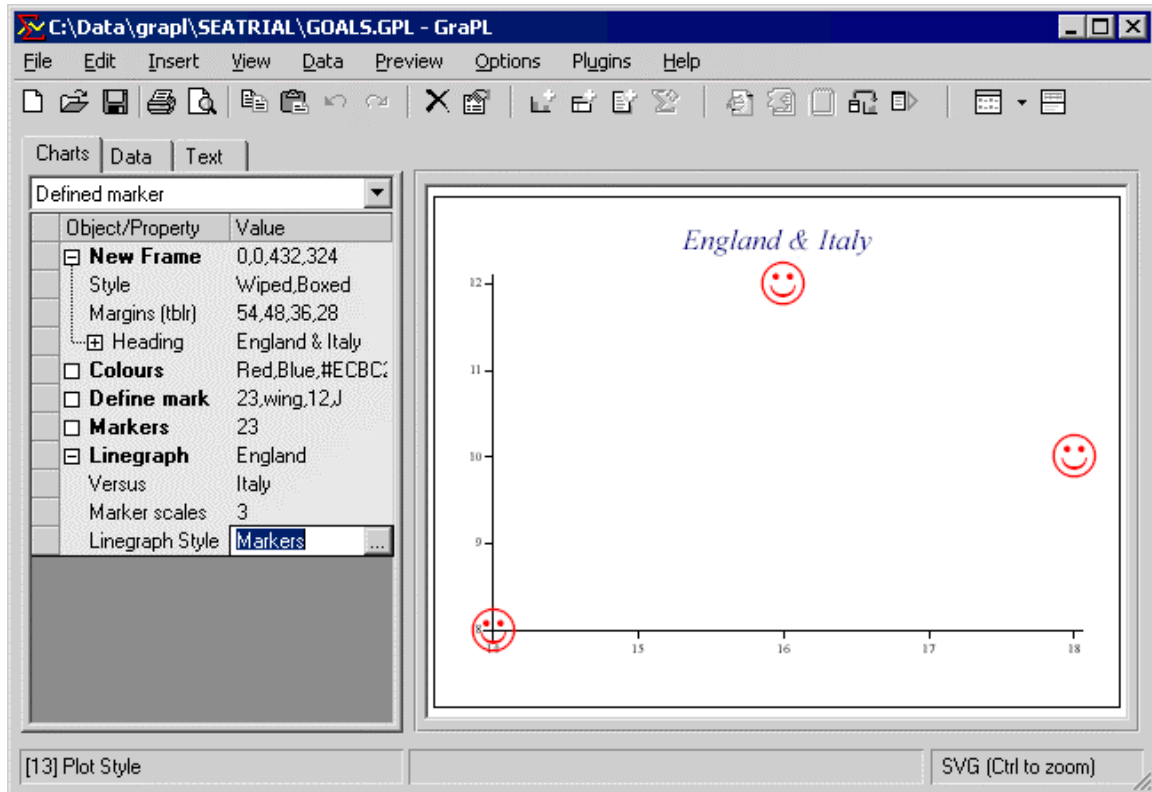 C:\Data\grapl\SEATRIAL\GOALS.GPL - GraPL
File Edit Insert View Data Preview Options Plugins Help
Charts Data Text
Defined marker
Object/Property Value
New Frame 0,0,432,324
Style Wiped,Boxed
Margins (tblr) 54,48,36,28
Heading England & Italy
Colours Red,Blue,#ECBC
Define mark 23,wing,12,J
Markers 23
Linegraph England
Versus Italy
Marker scales 3
Linegraph Style Markers ...
England & Italy
12
11
10
9
8
14 15 16 17 18
[13] Plot Style SVG (Ctrl to zoom)